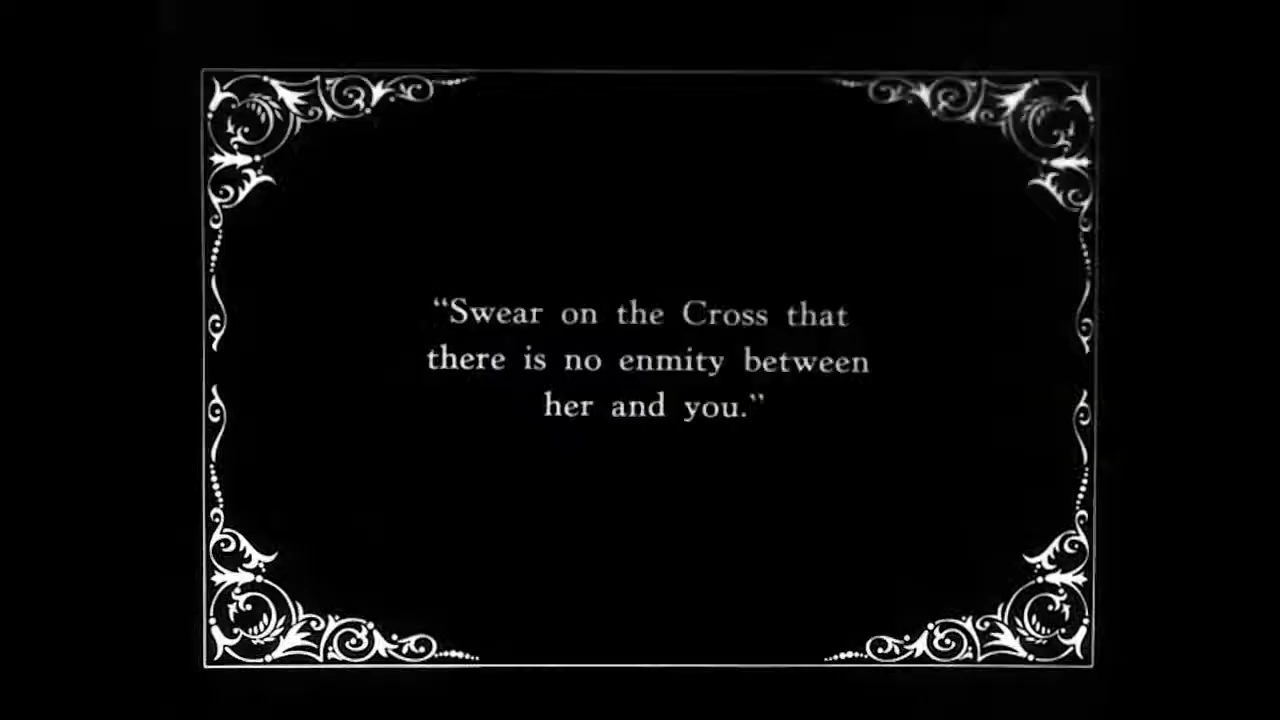 “Swear on the Cross that
there is no enmity between
her and you.”